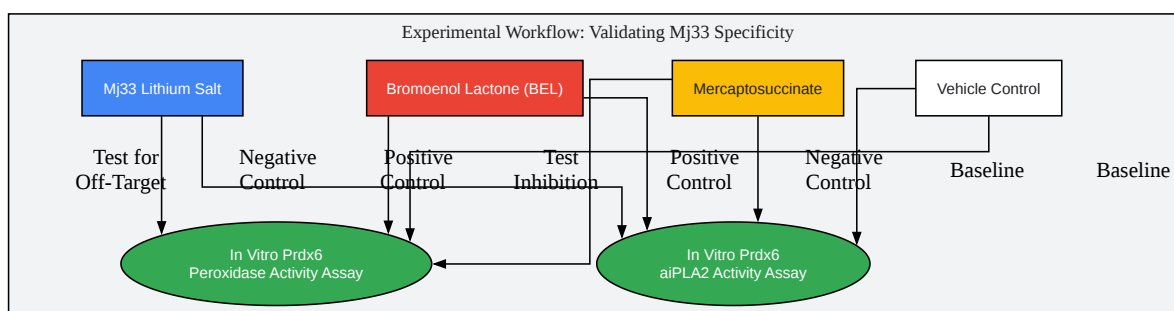 Experimental Workflow: Validating Mj33 Specificity
Mj33 Lithium Salt
Bromoenol Lactone (BEL)
Mercaptosuccinate
Vehicle Control
Test for
Off-Target
Negative
Control
Positive
Control
Test
Inhibition
Positive
Control
Negative
Control
Baseline
Baseline
In Vitro Prdx6
Peroxidase Activity Assay
In Vitro Prdx6
aiPLA2 Activity Assay